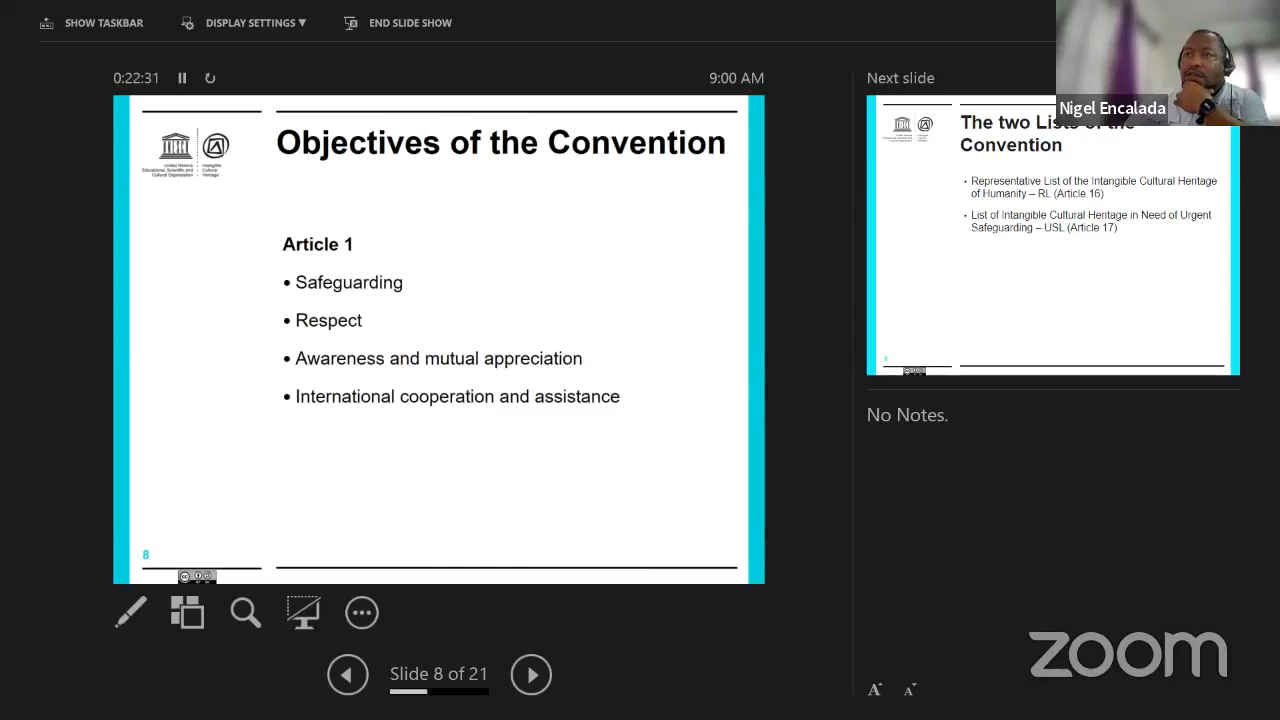 SHOW TASKBAR
DISPLAY SETTINGS ▼
END SLIDE SHOW
0:22:31
9:00 AM
Next slide
Nigel Encalada
United Nations
Educational, Scientific and
Cultural Organization
Intangible
Cultural
Heritage
Objectives of the Convention
Article 1
• Safeguarding
• Respect
• Awareness and mutual appreciation
• International cooperation and assistance
8
The two Lists of the
Convention
• Representative List of the Intangible Cultural Heritage
of Humanity – RL (Article 16)
• List of Intangible Cultural Heritage in Need of Urgent
Safeguarding – USL (Article 17)
9
No Notes.
Slide 8 of 21
A A
zoom